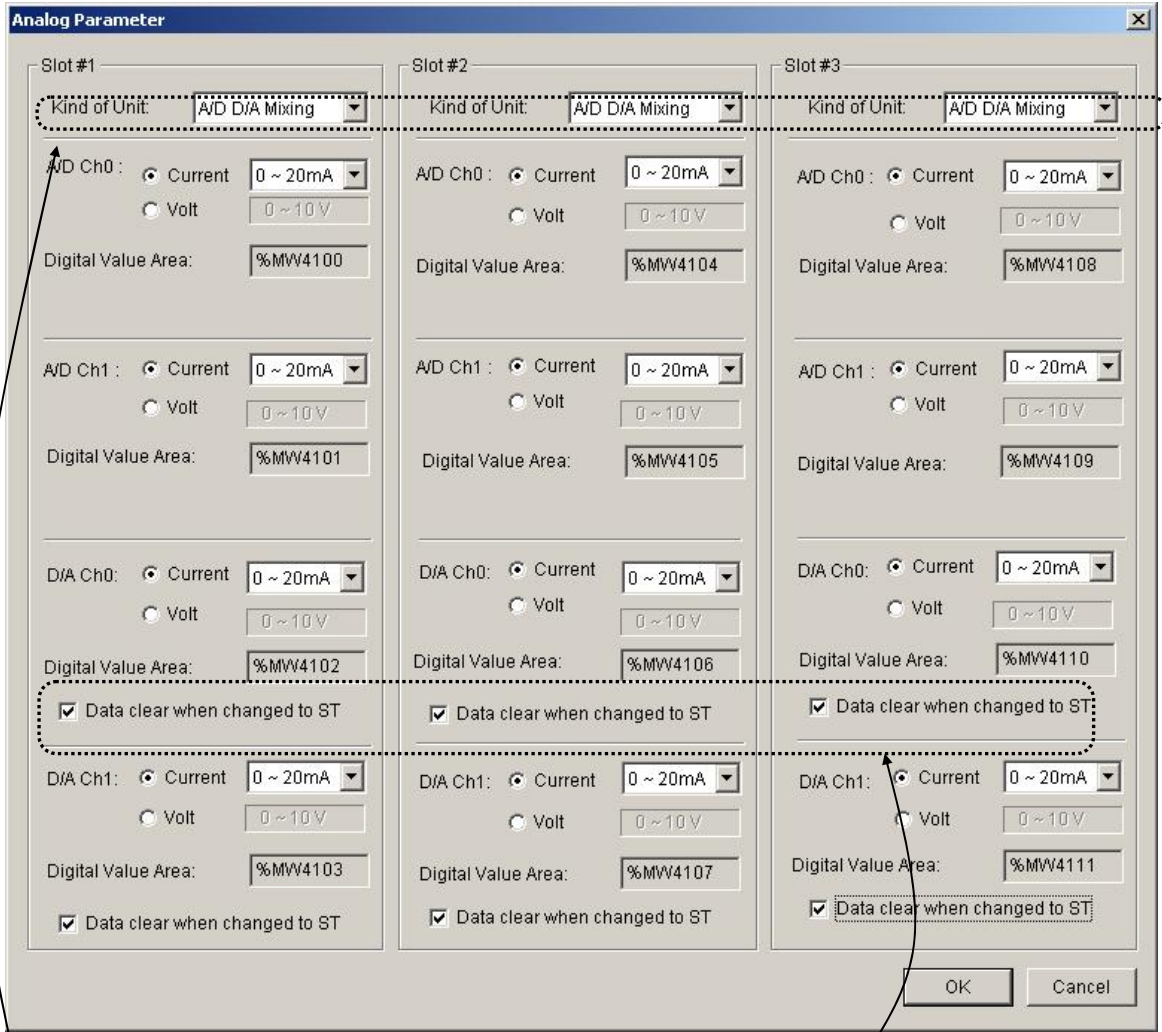 Analog Parameter
Slot #1
Kind of Unit: A/D D/A Mixing
A/D Ch0 : Current 0 ~ 20mA
Volt 0 ~ 10 V
Digital Value Area: %MW4100
A/D Ch1 : Current 0 ~ 20mA
Volt 0 ~ 10 V
Digital Value Area: %MW4101
D/A Ch0: Current 0 ~ 20mA
Volt 0 ~ 10 V
Digital Value Area: %MW4102
Data clear when changed to ST
D/A Ch1: Current 0 ~ 20mA
Volt 0 ~ 10 V
Digital Value Area: %MW4103
Data clear when changed to ST
Slot #2
Kind of Unit: A/D D/A Mixing
A/D Ch0 : Current 0 ~ 20mA
Volt 0 ~ 10 V
Digital Value Area: %MW4104
A/D Ch1 : Current 0 ~ 20mA
Volt 0 ~ 10 V
Digital Value Area: %MW4105
D/A Ch0: Current 0 ~ 20mA
Volt 0 ~ 10 V
Digital Value Area: %MW4106
Data clear when changed to ST
D/A Ch1: Current 0 ~ 20mA
Volt 0 ~ 10 V
Digital Value Area: %MW4107
Data clear when changed to ST
Slot #3
Kind of Unit: A/D D/A Mixing
A/D Ch0 : Current 0 ~ 20mA
Volt 0 ~ 10 V
Digital Value Area: %MW4108
A/D Ch1 : Current 0 ~ 20mA
Volt 0 ~ 10 V
Digital Value Area: %MW4109
D/A Ch0: Current 0 ~ 20mA
Volt 0 ~ 10 V
Digital Value Area: %MW4110
Data clear when changed to ST
D/A Ch1: Current 0 ~ 20mA
Volt 0 ~ 10 V
Digital Value Area: %MW4111
Data clear when changed to ST
OK Cancel